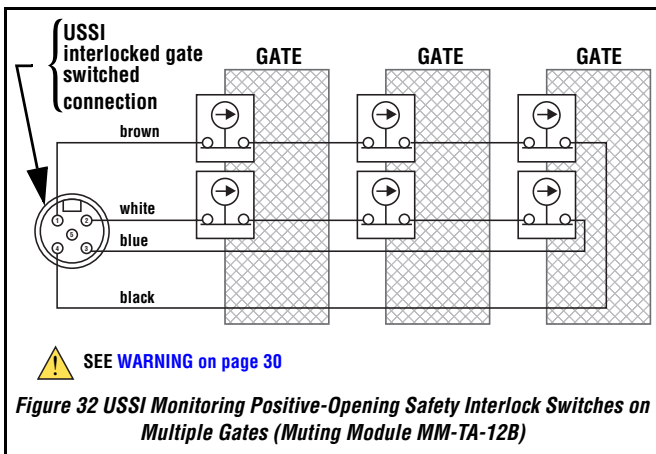 USSI
interlocked gate
switched
connection
GATE
GATE
GATE
brown
1
2
white
5
blue
4
3
black
! SEE WARNING on page 30
Figure 32 USSI Monitoring Positive-Opening Safety Interlock Switches on
Multiple Gates (Muting Module MM-TA-12B)